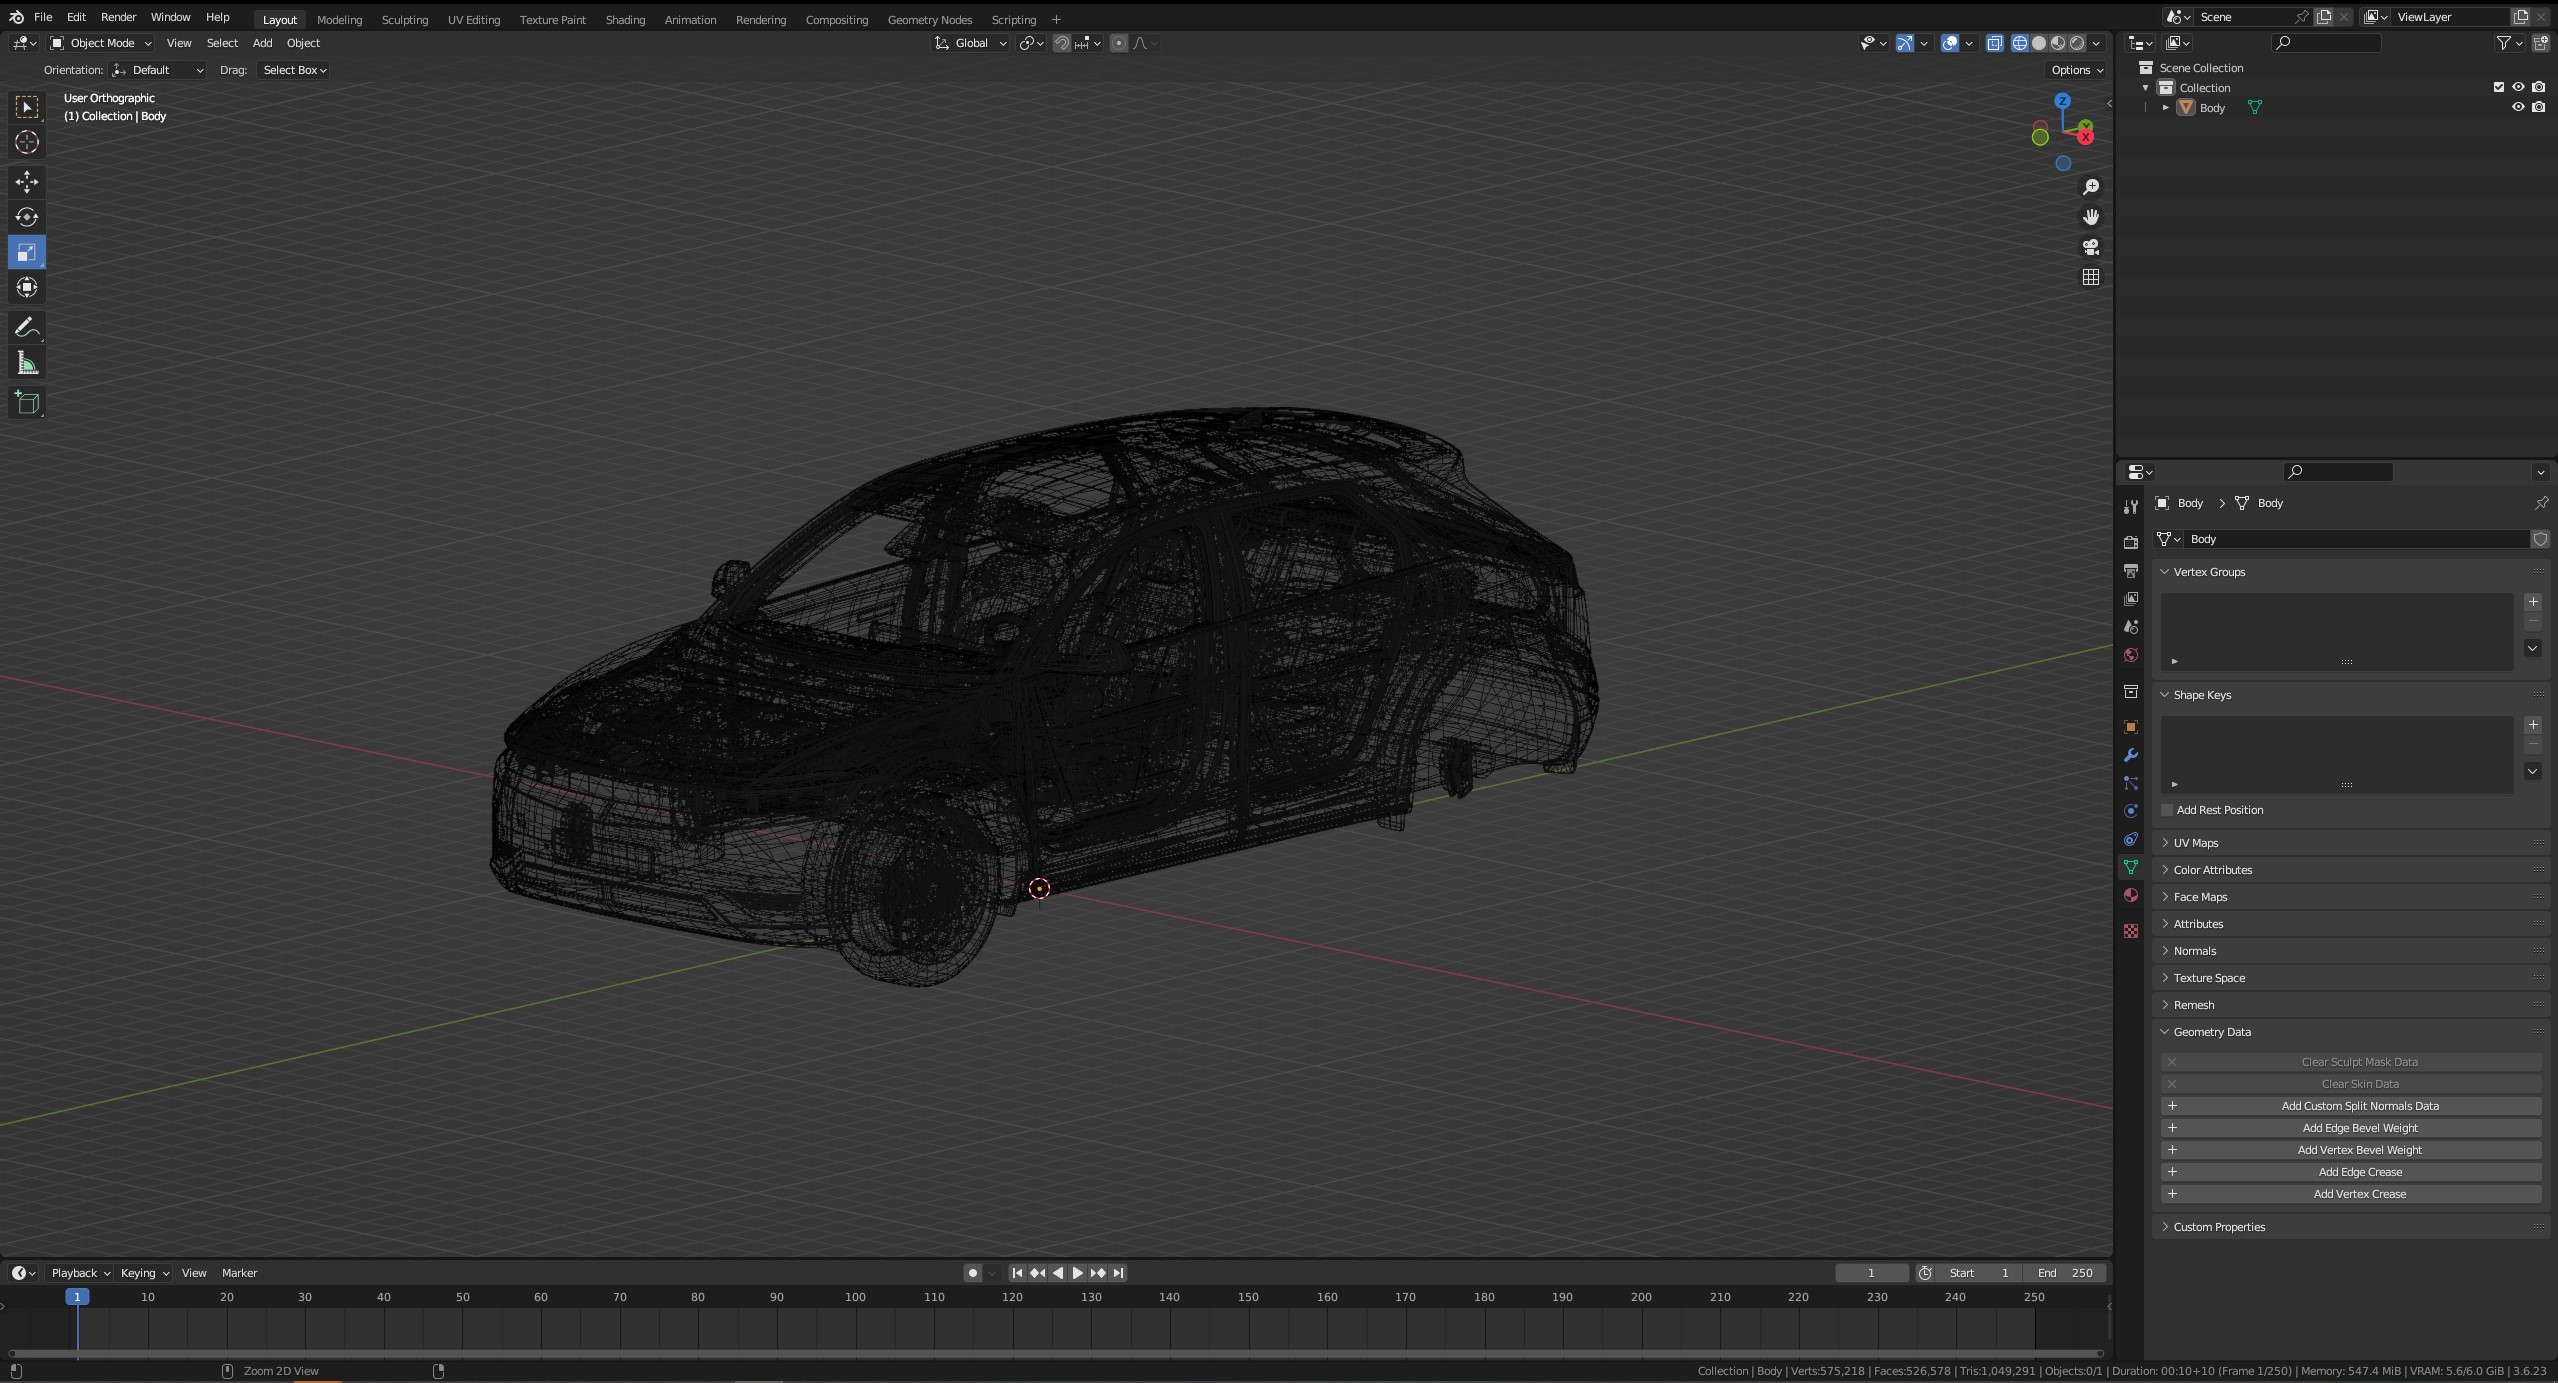 File Edit Render Window Help Layout Modeling Sculpting UV Editing Texture Paint Shading Animation Rendering Compositing Geometry Nodes Scripting + Scene ViewLayer
Object Mode View Select Add Object Global
Orientation: Default Drag: Select Box Options
User Orthographic
(1) Collection | Body
Z
Y
X
Scene Collection
Collection
Body
Body > Body
Body
Vertex Groups
Shape Keys
Add Rest Position
UV Maps
Color Attributes
Face Maps
Attributes
Normals
Texture Space
Remesh
Geometry Data
Clear Sculpt Mask Data
Clear Skin Data
Add Custom Split Normals Data
Add Edge Bevel Weight
Add Vertex Bevel Weight
Add Edge Crease
Add Vertex Crease
Custom Properties
Playback Keying View Marker 1 Start 1 End 250
1 10 20 30 40 50 60 70 80 90 100 110 120 130 140 150 160 170 180 190 200 210 220 230 240 250
Zoom 2D View
Collection | Body | Verts:575,218 | Faces:526,578 | Tris:1,049,291 | Objects:0/1 | Duration: 00:10+10 (Frame 1/250) | Memory: 547.4 MiB | VRAM: 5.6/6.0 GiB | 3.6.23